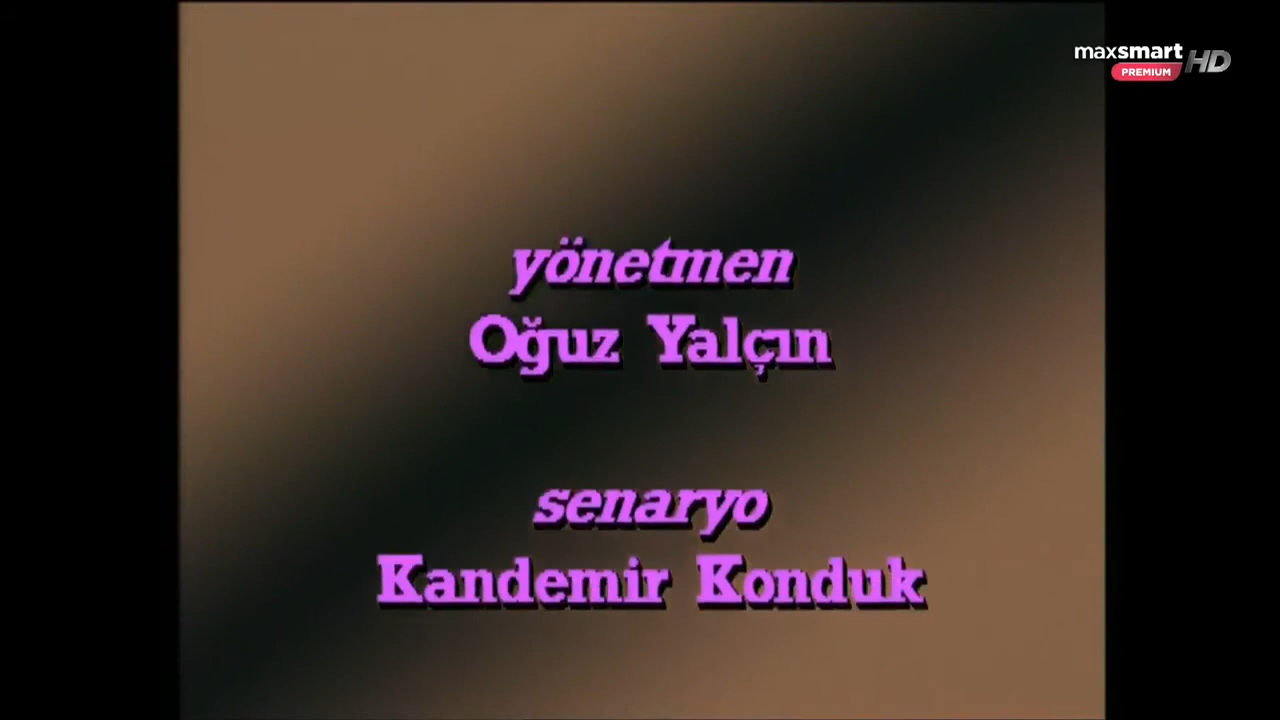 maxsmart
PREMIUM HD
yönetmen
Oğuz Yalçın
senaryo
Kandemir Konduk